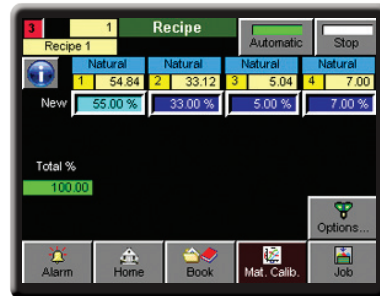 3 1 Recipe
Recipe 1 Automatic Stop
Natural Natural Natural Natural
1 54.84 2 33.12 3 5.04 4 7.00
New 55.00 % 33.00 % 5.00 % 7.00 %
Total %
100.00
Options...
Alarm Home Book Mat. Calib. Job